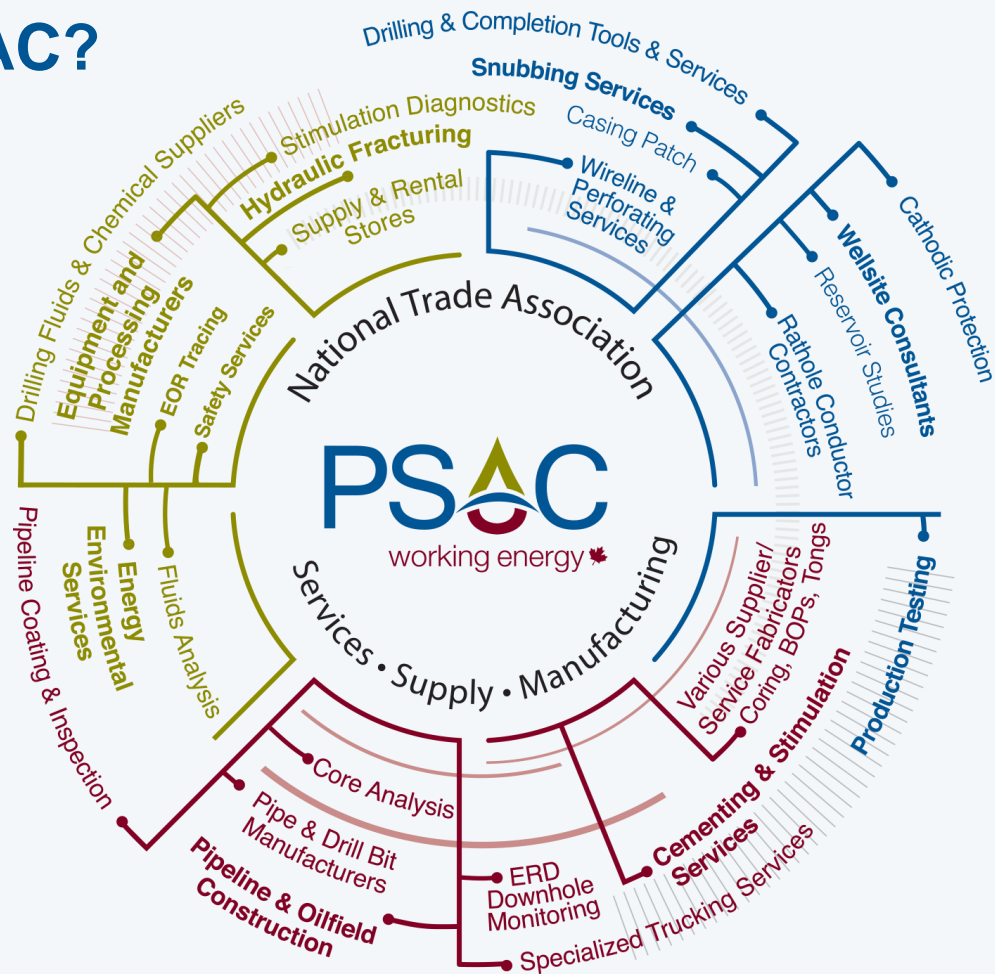 AC?
Drilling & Completion Tools & Services
Snubbing Services
Casing Patch
Wireline &
Perforating
Services
Cathodic Protection
Wellsite Consultants
Reservoir Studies
Rathole Conductor
Contractors
Production Testing
Various Supplier/
Service Fabricators
Coring, BOPs, Tongs
Cementing & Stimulation
Services
Specialized Trucking Services
ERD
Downhole
Monitoring
Pipeline & Oilfield
Construction
Pipe & Drill Bit
Manufacturers
Core Analysis
Pipeline Coating & Inspection
Fluids Analysis
Energy
Environmental
Services
Safety Services
EOR Tracing
Equipment and
Processing
Manufacturers
Drilling Fluids & Chemical Suppliers
Stimulation Diagnostics
Hydraulic Fracturing
Supply & Rental
Stores
National Trade Association
PSAC
working energy
Services • Supply • Manufacturing